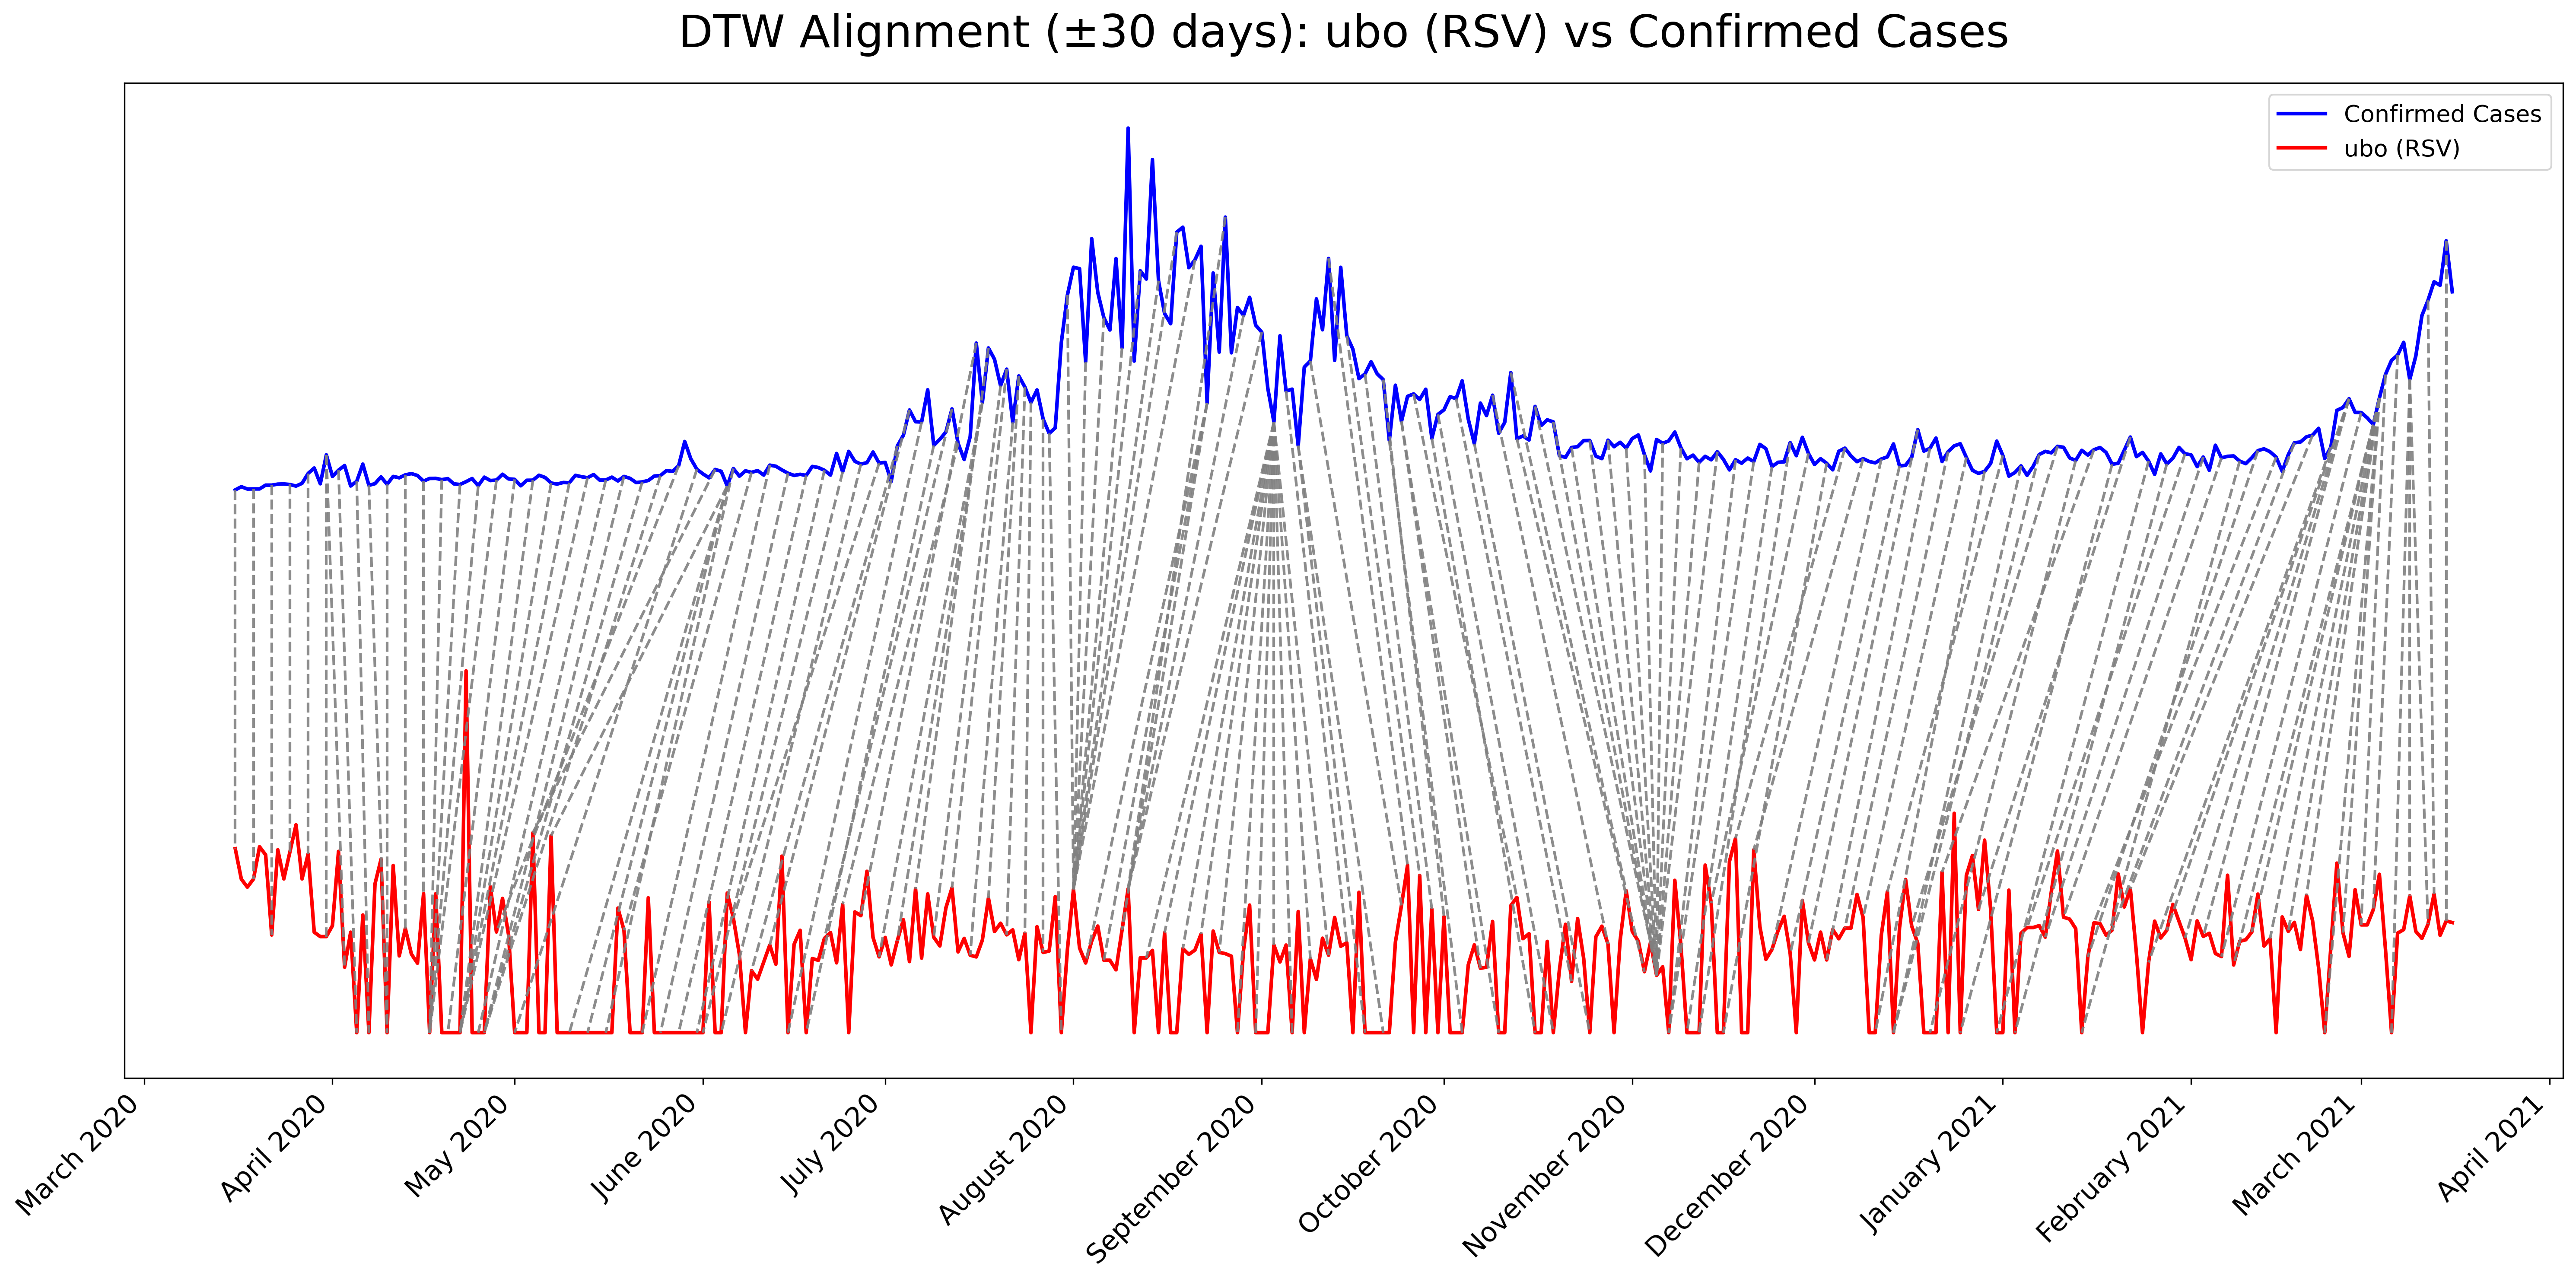 DTW Alignment (±30 days): ubo (RSV) vs Confirmed Cases
Confirmed Cases
ubo (RSV)
March 2020
April 2020
May 2020
June 2020
July 2020
August 2020
September 2020
October 2020
November 2020
December 2020
January 2021
February 2021
March 2021
April 2021